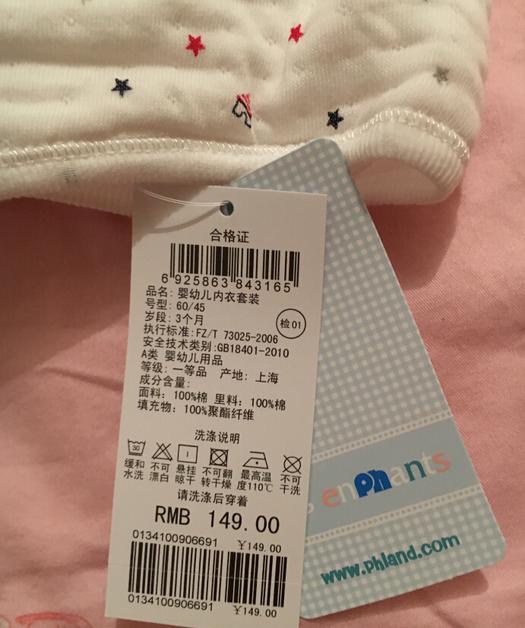 合格证
6 925863 843165
品名: 婴幼儿内衣套装
号型: 60/45
岁段: 3个月
检01
执行标准:FZ/T 73025-2006
安全技术类别:GB18401-2010
A类 婴幼儿用品
等级: 一等品 产地: 上海
成分含量:
面料: 100%棉 里料: 100%棉
填充物: 100%聚酯纤维
洗涤说明
30
缓和水洗 不可漂白 悬挂晾干 不可翻转干燥 最高温度110℃ 不可干洗
请洗涤后穿着
RMB 149.00
0134100906691 ¥149.00
0134100906691 ¥149.00
enphants
www.phland.com